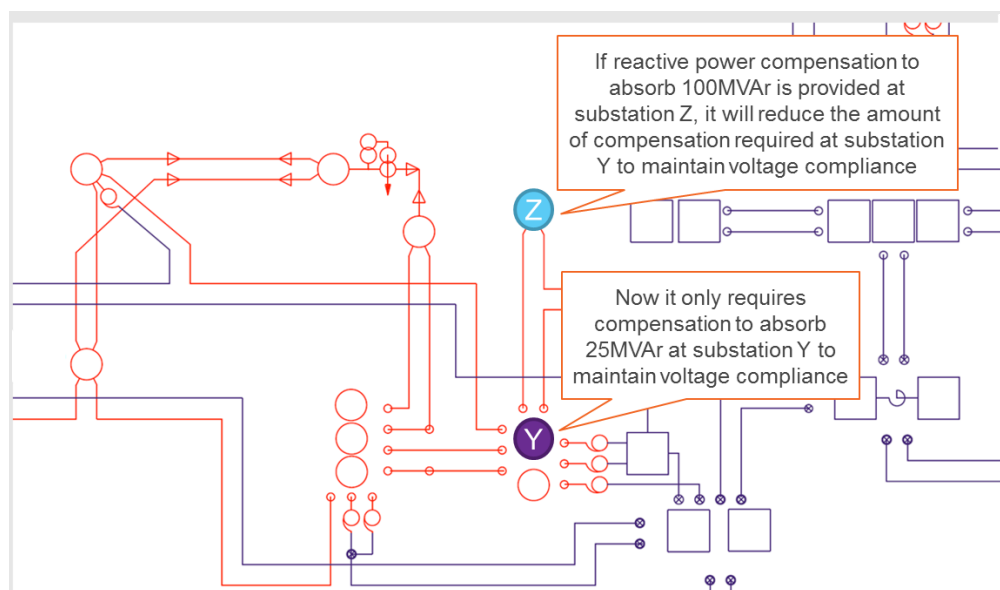 If reactive power compensation to
absorb 100MVAr is provided at
substation Z, it will reduce the amount
of compensation required at substation
Y to maintain voltage compliance
Z
Now it only requires
compensation to absorb
25MVAr at substation Y to
maintain voltage compliance
Y